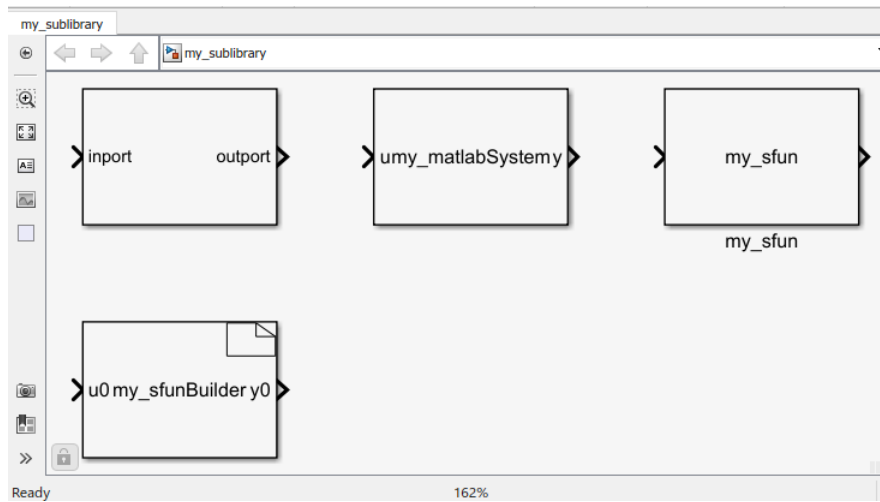 my_sublibrary
my_sublibrary
inport outport
umy_matlabSystemy
my_sfun
my_sfun
u0 my_sfunBuilder y0
Ready 162%